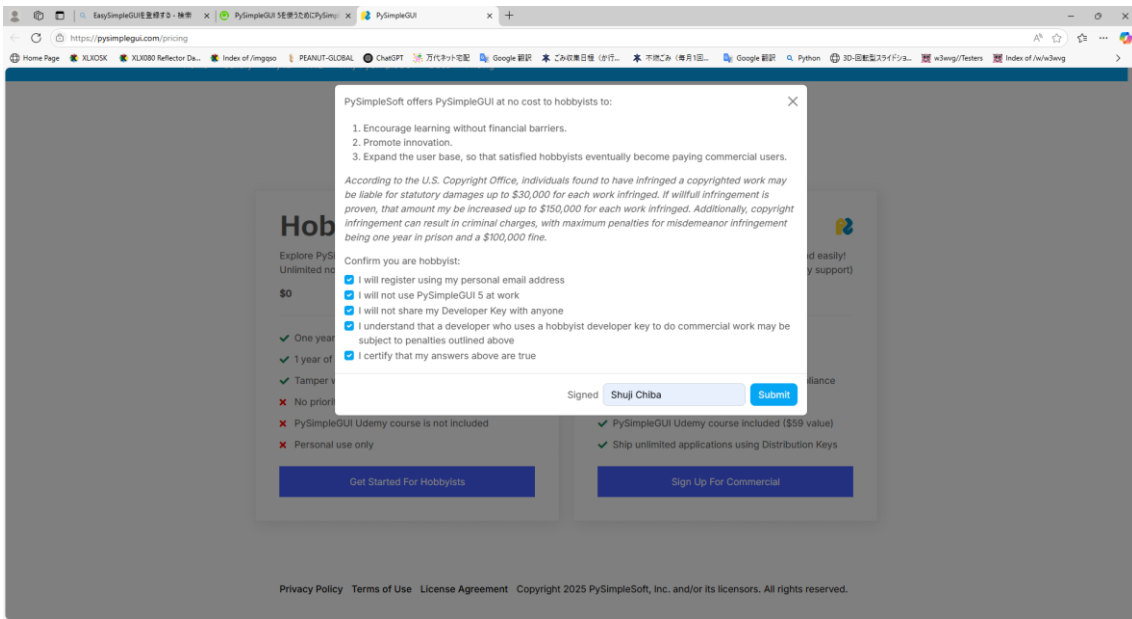 EasySimpleGUIを登録する - 検索
PySimpleGUI 5を使うためにPySimpl
PySimpleGUI
https://pysimplegui.com/pricing
Home Page XLXOSK XLX080 Reflector Da... Index of /imgqso PEANUT-GLOBAL ChatGPT 万代ネット宅配 Google 翻訳 ごみ収集日程（か行... 不燃ごみ（毎月1回... Google 翻訳 Python 3D-回転型スライドショ... w3wvg//Testers Index of /w/w3wvg
PySimpleSoft offers PySimpleGUI at no cost to hobbyists to:
1. Encourage learning without financial barriers.
2. Promote innovation.
3. Expand the user base, so that satisfied hobbyists eventually become paying commercial users.
According to the U.S. Copyright Office, individuals found to have infringed a copyrighted work may
be liable for statutory damages up to $30,000 for each work infringed. If willfull infringement is
proven, that amount my be increased up to $150,000 for each work infringed. Additionally, copyright
infringement can result in criminal charges, with maximum penalties for misdemeanor infringement
being one year in prison and a $100,000 fine.
Confirm you are hobbyist:
I will register using my personal email address
I will not use PySimpleGUI 5 at work
I will not share my Developer Key with anyone
I understand that a developer who uses a hobbyist developer key to do commercial work may be
subject to penalties outlined above
I certify that my answers above are true
Signed Shuji Chiba Submit
Hob
Explore PySi
Unlimited no
$0
One year
1 year of
Tamper
No priori
PySimpleGUI Udemy course is not included
Personal use only
Get Started For Hobbyists
d easily!
y support)
liance
PySimpleGUI Udemy course included ($59 value)
Ship unlimited applications using Distribution Keys
Sign Up For Commercial
Privacy Policy Terms of Use License Agreement Copyright 2025 PySimpleSoft, Inc. and/or its licensors. All rights reserved.